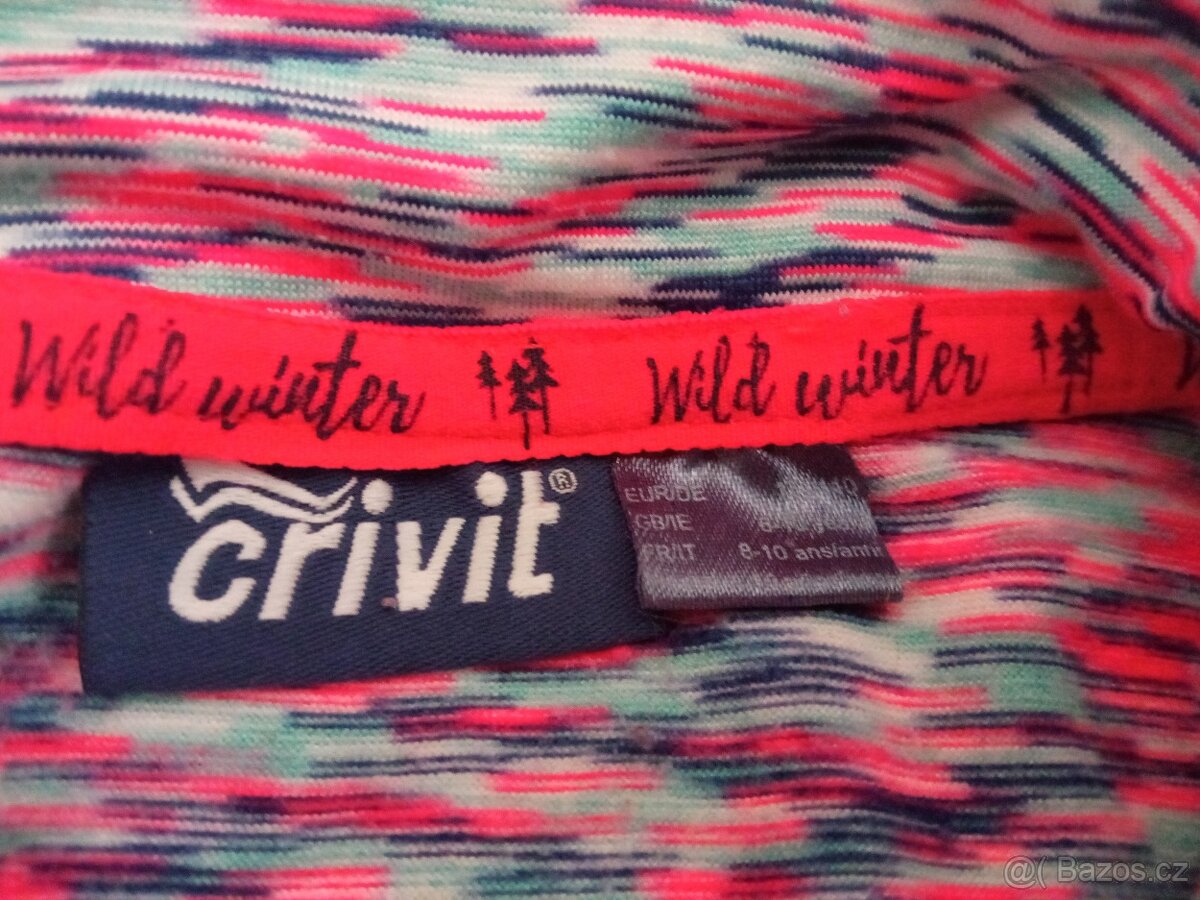 Wild winter Wild winter
crivit®
EUR/DE
GB/IE
FR/IT 8-10 ans/anni
@( Bazos.cz